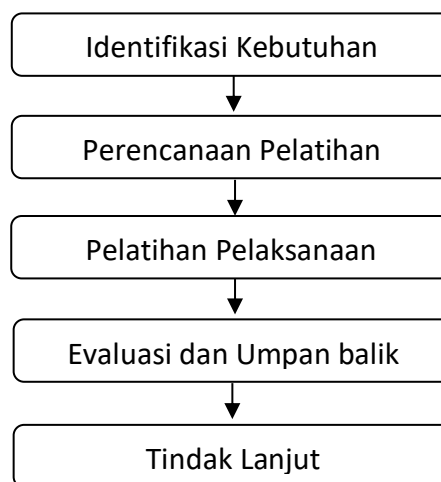 Identifikasi Kebutuhan
Perencanaan Pelatihan
Pelatihan Pelaksanaan
Evaluasi dan Umpan balik
Tindak Lanjut